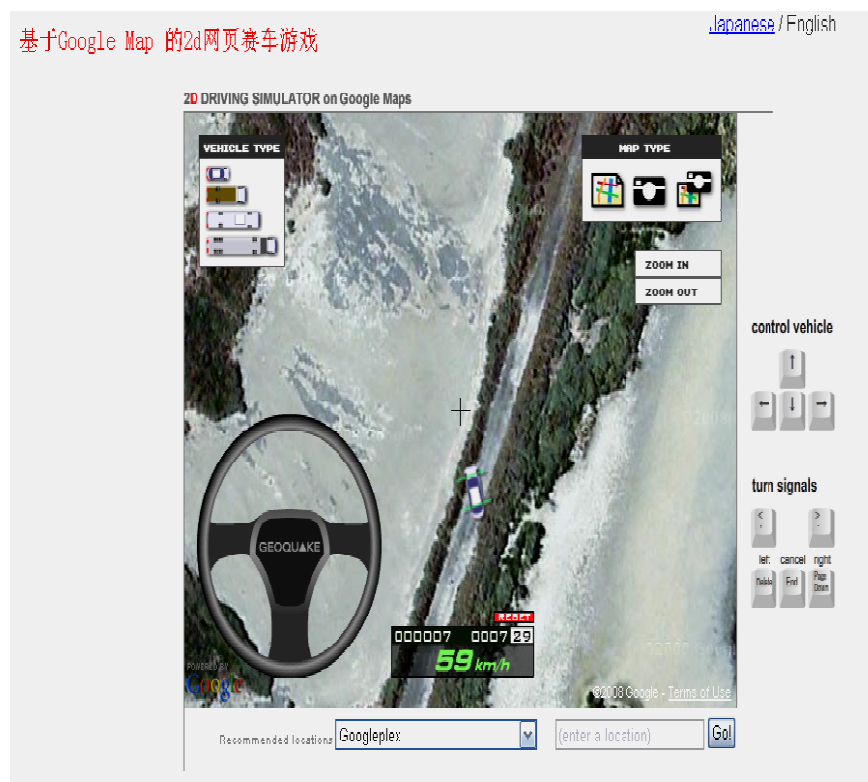 基于Google Map 的2d网页赛车游戏
Japanese / English
2D DRIVING SIMULATOR on Google Maps
VEHICLE TYPE
MAP TYPE
ZOOM IN
ZOOM OUT
control vehicle
turn signals
left cancel right
Delete End Page Down
GEOQUAKE
RESET
000007 0007 29
59 km/h
POWERED BY
Google
©2008 Google - Terms of Use
Recommended locations Googleplex (enter a location) Go!